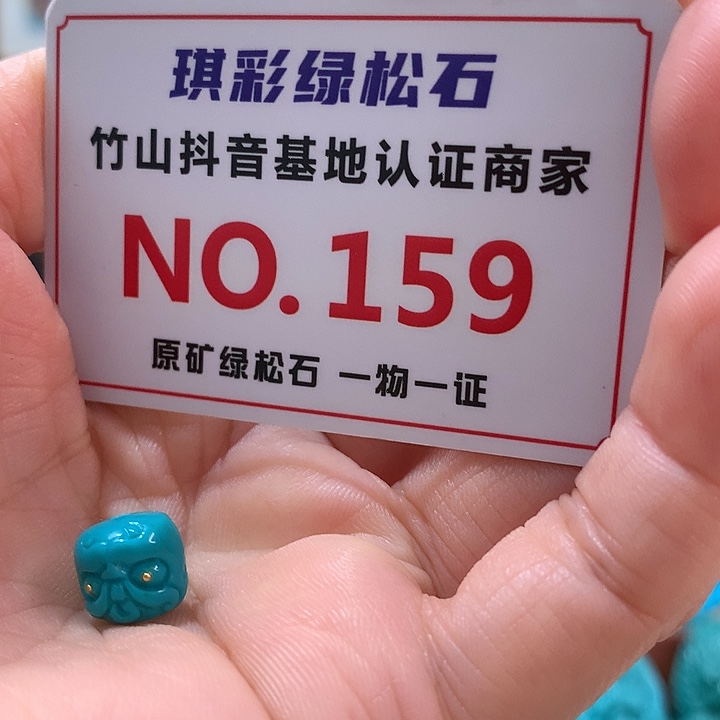 琪彩绿松石
竹山抖音基地认证商家
NO.159
原矿绿松石 一物一证